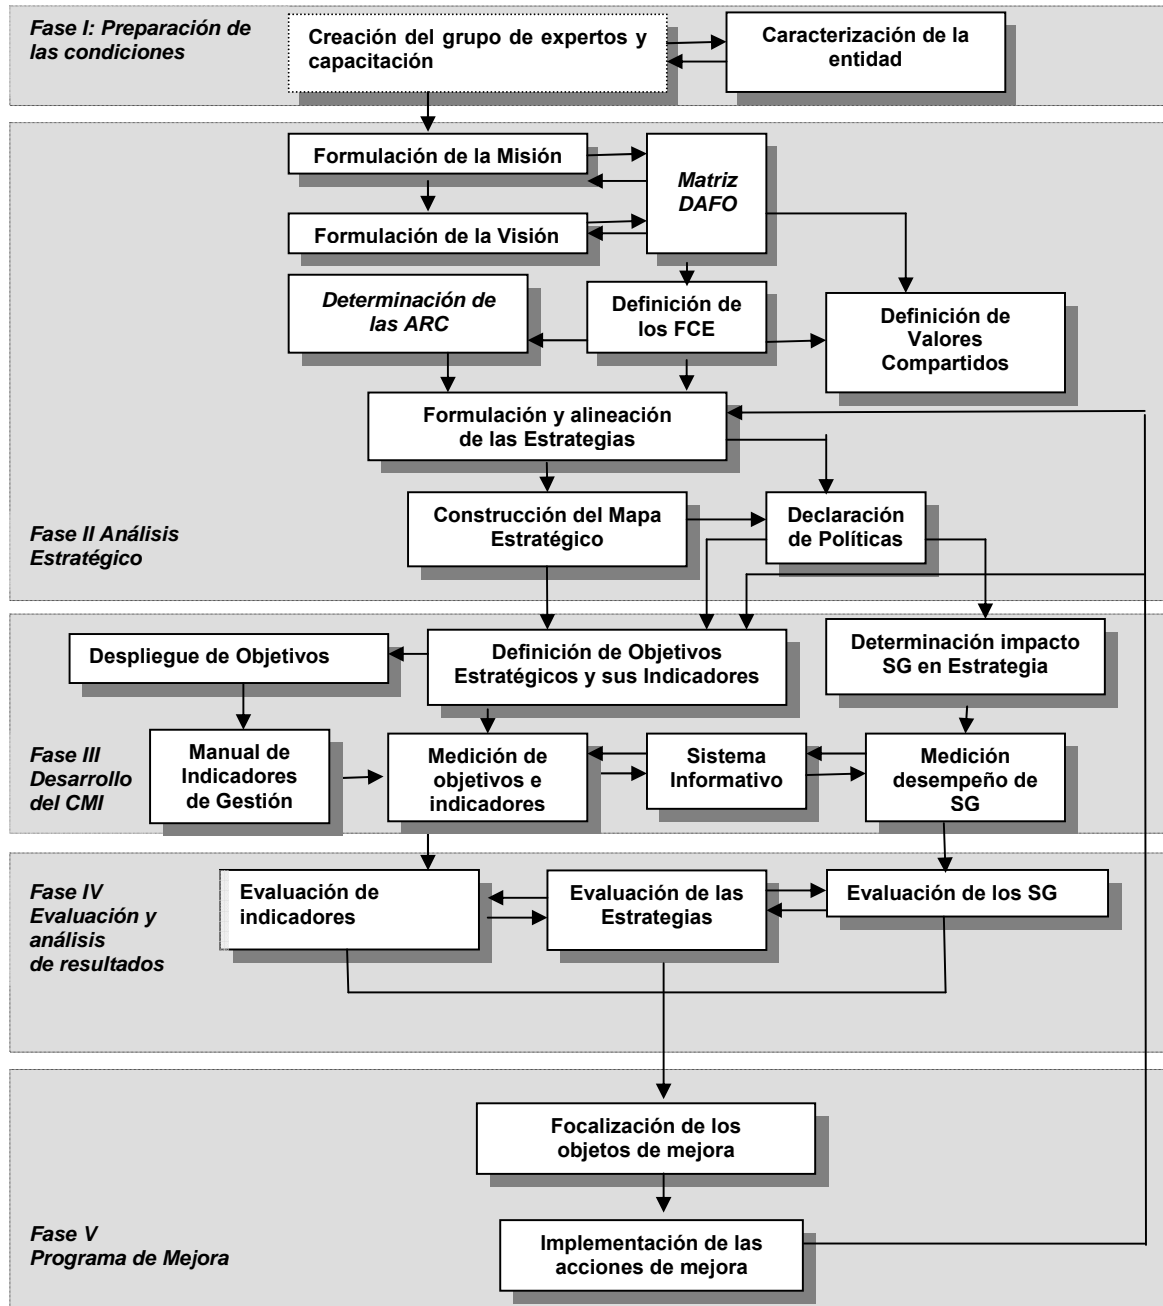 Fase I: Preparación de
las condiciones
Creación del grupo de expertos y
capacitación
Caracterización de la
entidad
Formulación de la Misión
Matriz
DAFO
Formulación de la Visión
Determinación de
las ARC
Definición de
los FCE
Definición de
Valores
Compartidos
Formulación y alineación
de las Estrategias
Construcción del Mapa
Estratégico
Declaración
de Políticas
Fase II Análisis
Estratégico
Despliegue de Objetivos
Definición de Objetivos
Estratégicos y sus Indicadores
Determinación impacto
SG en Estrategia
Fase III
Desarrollo
del CMI
Manual de
Indicadores
de Gestión
Medición de
objetivos e
indicadores
Sistema
Informativo
Medición
desempeño de
SG
Fase IV
Evaluación y
análisis
de resultados
Evaluación de
indicadores
Evaluación de las
Estrategias
Evaluación de los SG
Focalización de los
objetos de mejora
Fase V
Programa de Mejora
Implementación de las
acciones de mejora